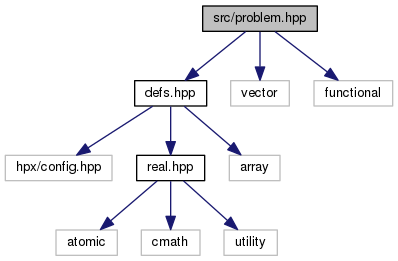 src/problem.hpp
defs.hpp
vector
functional
hpx/config.hpp
real.hpp
array
atomic
cmath
utility